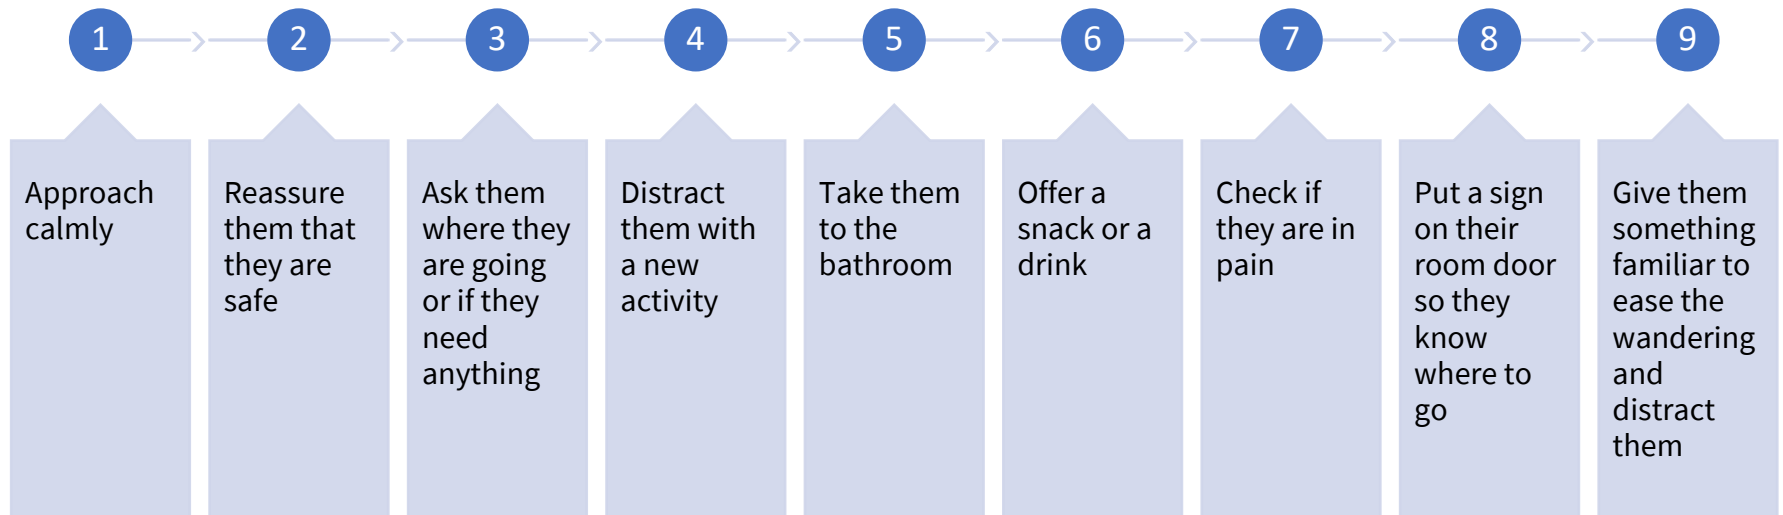 1
2
3
4
5
6
7
8
9
Approach
calmly
Reassure
them that
they are
safe
Ask them
where they
are going
or if they
need
anything
Distract
them with
a new
activity
Take them
to the
bathroom
Offer a
snack or a
drink
Check if
they are in
pain
Put a sign
on their
room door
so they
know
where to
go
Give them
something
familiar to
ease the
wandering
and
distract
them